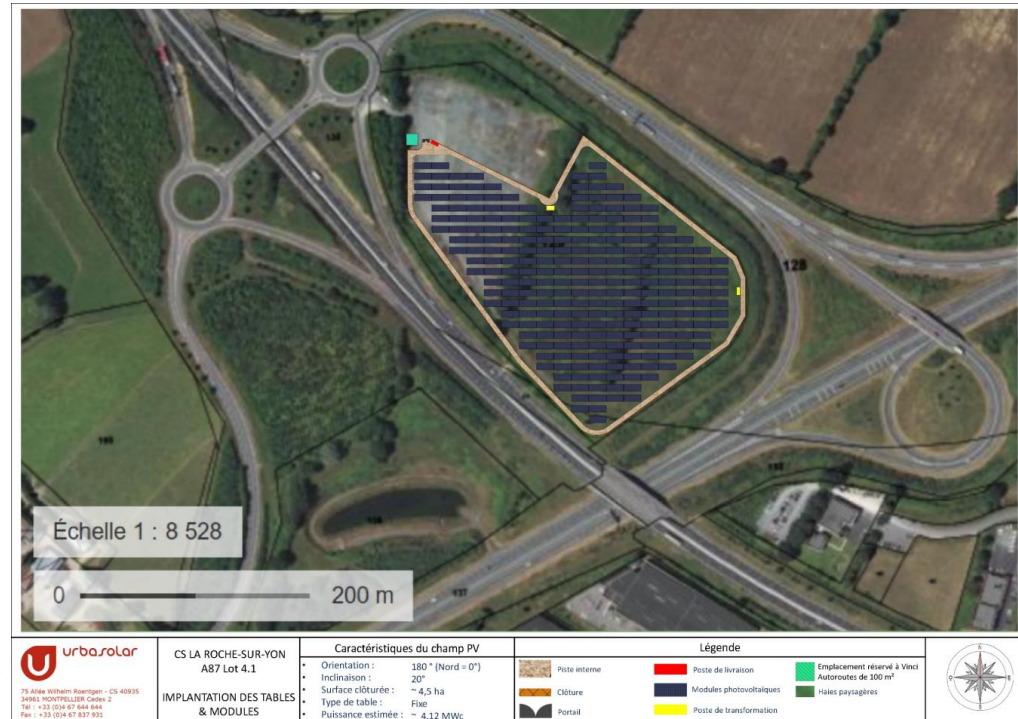 128
137
Échelle 1 : 8 528
0 200 m
urbasolar
75 Allée Wilhelm Roentgen - CS 40935
34961 MONTPELLIER Cedex 2
Tél : +33 (0)4 67 644 644
Fax : +33 (0)4 67 837 931
CS LA ROCHE-SUR-YON
A87 Lot 4.1
IMPLANTATION DES TABLES
& MODULES
Caractéristiques du champ PV
• Orientation : 180 ° (Nord = 0°)
• Inclinaison : 20°
• Surface clôturée : ~ 4,5 ha
• Type de table : Fixe
• Puissance estimée : ~ 4,12 MWc
Légende
Piste interne
Clôture
Portail
Poste de livraison
Modules photovoltaïques
Poste de transformation
Emplacement réservé à Vinci
Autoroutes de 100 m²
Haies paysagères